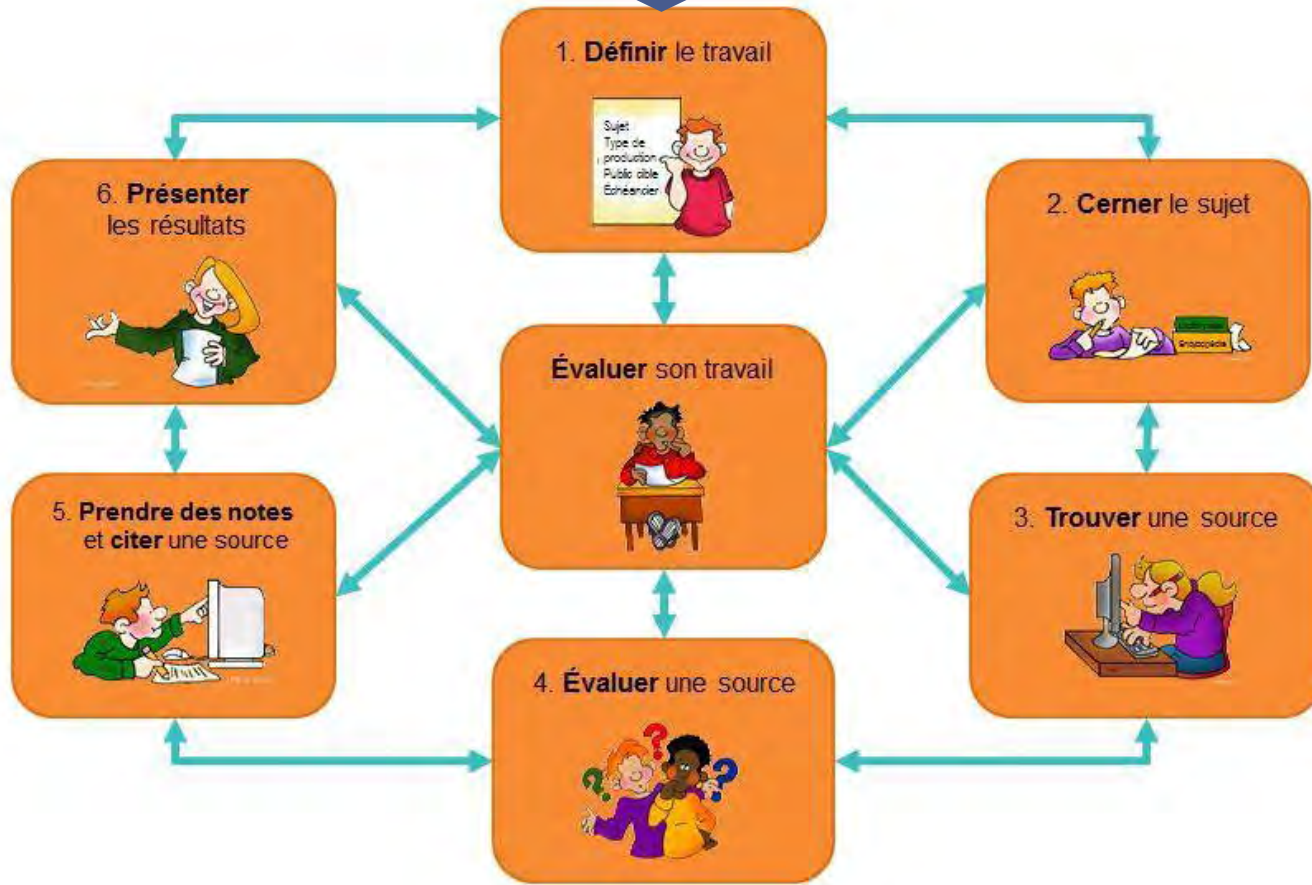 1. Définir le travail
Sujet
Type de
production
Public cible
Échéancier
6. Présenter
les résultats
2. Cerner le sujet
Encyclopédie
Évaluer son travail
5. Prendre des notes
et citer une source
3. Trouver une source
4. Évaluer une source